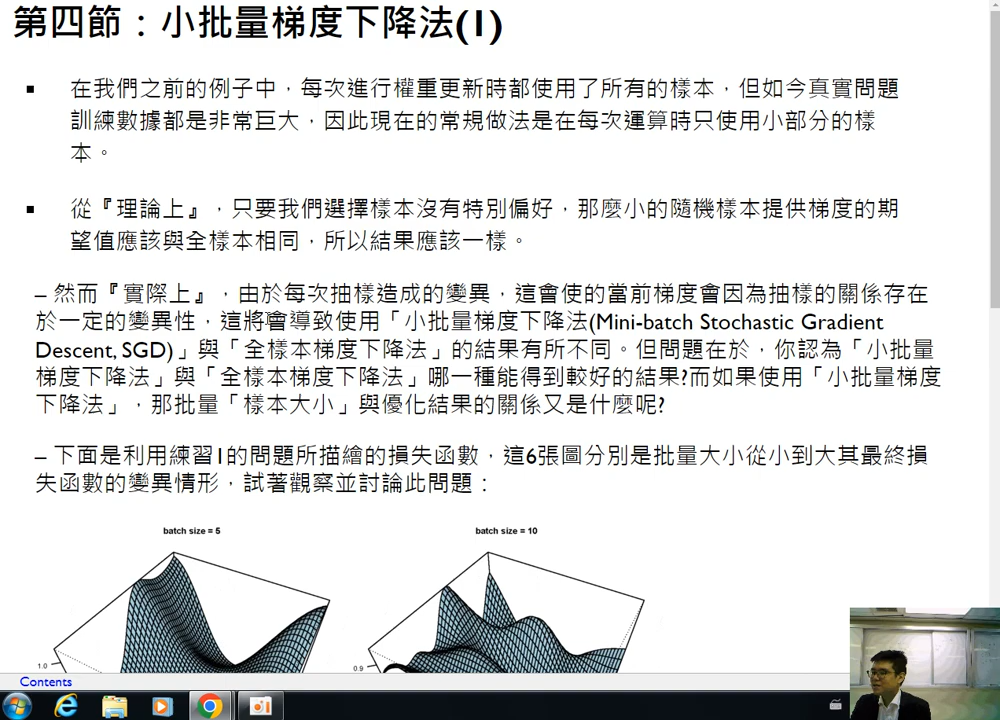 第四節：小批量梯度下降法(1)
▪ 在我們之前的例子中，每次進行權重更新時都使用了所有的樣本，但如今真實問題
訓練數據都是非常巨大，因此現在的常規做法是在每次運算時只使用小部分的樣
本。
▪ 從『理論上』，只要我們選擇樣本沒有特別偏好，那麼小的隨機樣本提供梯度的期
望值應該與全樣本相同，所以結果應該一樣。
– 然而『實際上』，由於每次抽樣造成的變異，這會使的當前梯度會因為抽樣的關係存在
於一定的變異性，這將會導致使用「小批量梯度下降法(Mini-batch Stochastic Gradient
Descent, SGD)」與「全樣本梯度下降法」的結果有所不同。但問題在於，你認為「小批量
梯度下降法」與「全樣本梯度下降法」哪一種能得到較好的結果?而如果使用「小批量梯度
下降法」，那批量「樣本大小」與優化結果的關係又是什麼呢?
– 下面是利用練習1的問題所描繪的損失函數，這6張圖分別是批量大小從小到大其最終損
失函數的變異情形，試著觀察並討論此問題：
batch size = 5
batch size = 10
1.0
0.9
Contents